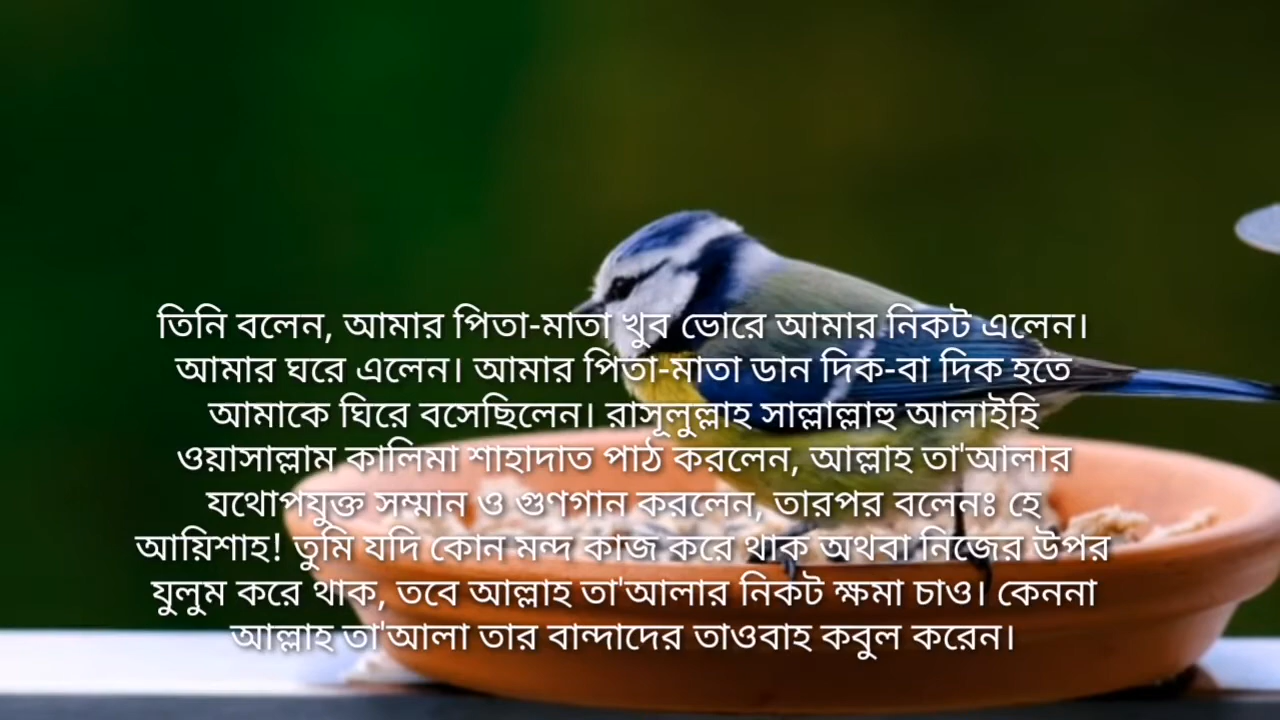 তিনি বলেন, আমার পিতা-মাতা খুব ভোরে আমার নিকট এলেন।
আমার ঘরে এলেন। আমার পিতা-মাতা ডান দিক-বা দিক হতে
আমাকে ঘিরে বসেছিলেন। রাসূলুল্লাহ সাল্লাল্লাহু আলাইহি
ওয়াসাল্লাম কালিমা শাহাদাত পাঠ করলেন, আল্লাহ তা'আলার
যথোপযুক্ত সম্মান ও গুণগান করলেন, তারপর বলেনঃ হে
আয়িশাহ! তুমি যদি কোন মন্দ কাজ করে থাক অথবা নিজের উপর
যুলুম করে থাক, তবে আল্লাহ তা'আলার নিকট ক্ষমা চাও। কেননা
আল্লাহ তা'আলা তার বান্দাদের তাওবাহ কবুল করেন।